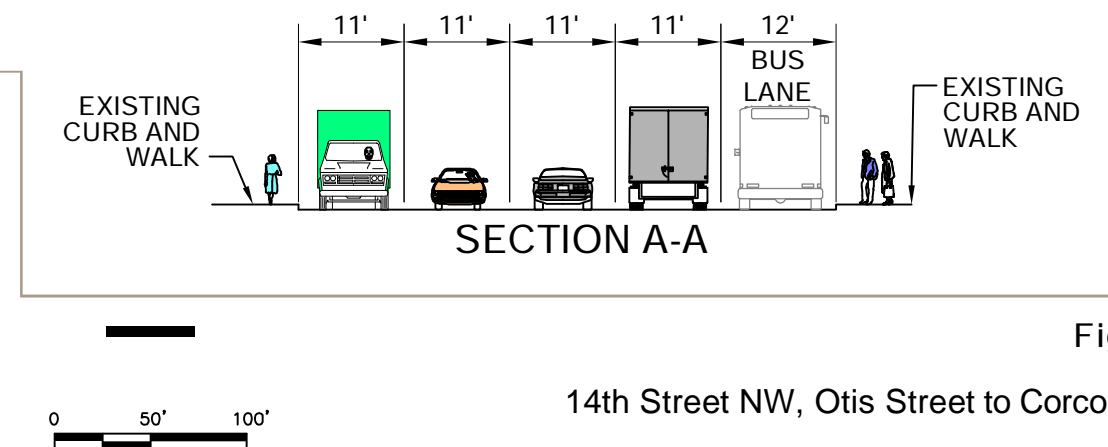 11' 11' 11' 11' 12'
BUS
LANE
EXISTING
CURB AND
WALK
EXISTING
CURB AND
WALK
SECTION A-A
14th Street NW, Otis Street to Corco
0 50' 100'